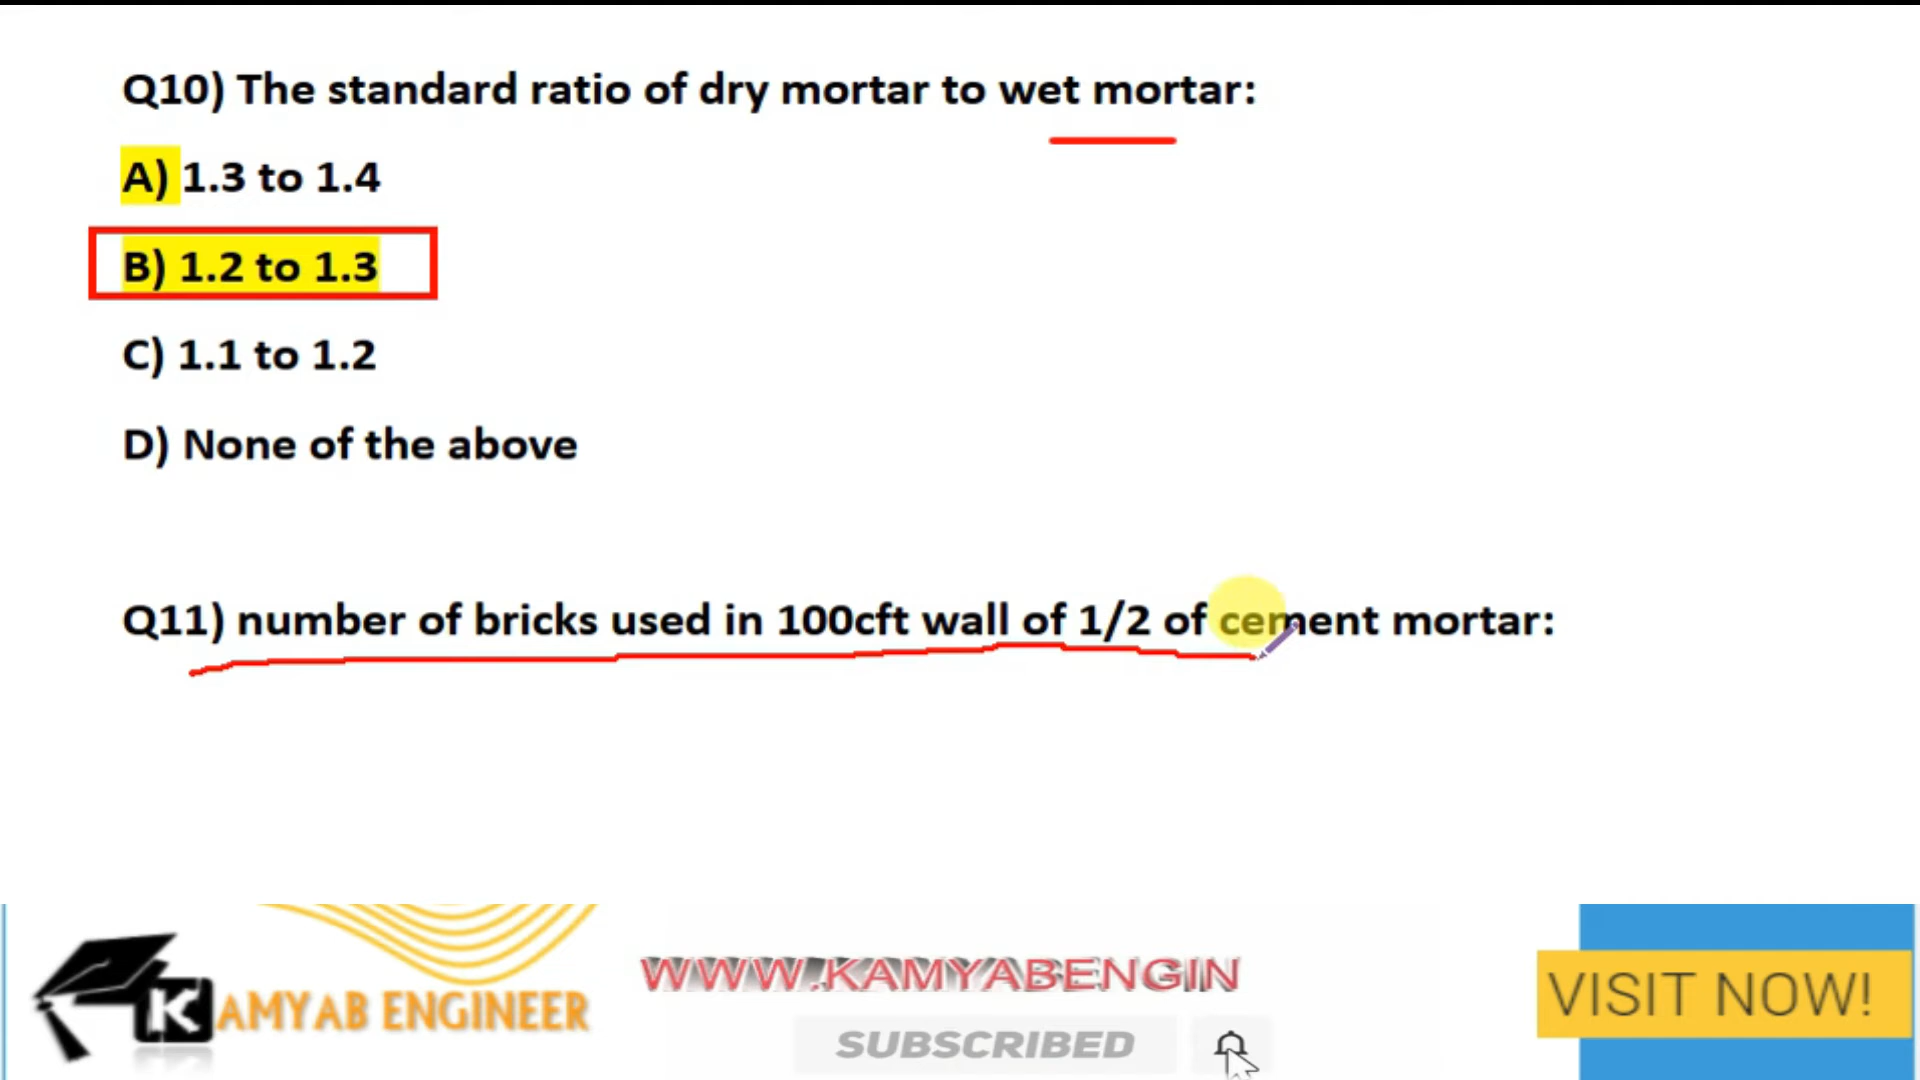 Q10) The standard ratio of dry mortar to wet mortar:
A) 1.3 to 1.4
B) 1.2 to 1.3
C) 1.1 to 1.2
D) None of the above
Q11) number of bricks used in 100cft wall of 1/2 of cement mortar:
KAMYAB ENGINEER
WWW.KAMYABENGIN
SUBSCRIBED
VISIT NOW!